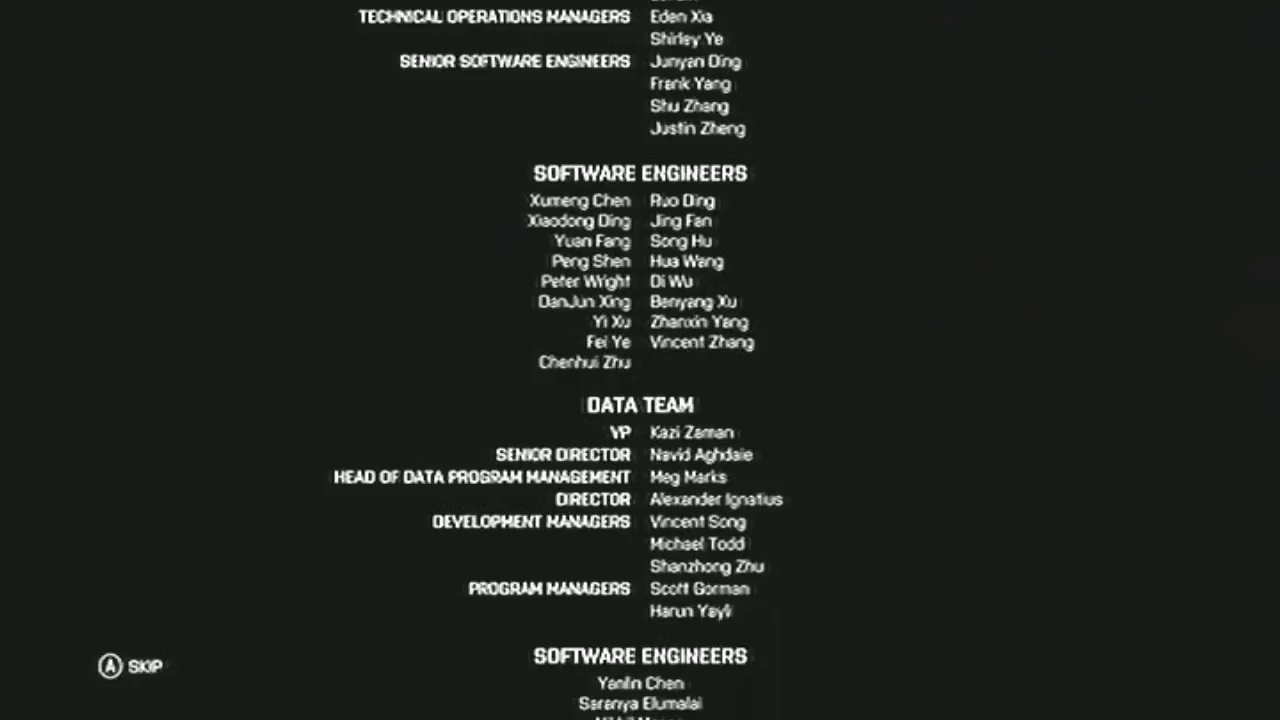 TECHNICAL OPERATIONS MANAGERS Eden Xia
Shirley Ye
SENIOR SOFTWARE ENGINEERS Junyan Ding
Frank Yang
Shu Zhang
Justin Zheng
SOFTWARE ENGINEERS
Xumeng Chen Ruo Ding
Xiaodong Ding Jing Fan
Yuan Fang Song Hu
Peng Shen Hua Wang
Peter Wright Di Wu
DanJun Xing Benyang Xu
Yi Xu Zhanxin Yang
Fei Ye Vincent Zhang
Chenhui Zhu
DATA TEAM
VP Kazi Zaman
SENIOR DIRECTOR Navid Aghdaie
HEAD OF DATA PROGRAM MANAGEMENT Meg Marks
DIRECTOR Alexander Ignatius
DEVELOPMENT MANAGERS Vincent Song
Michael Todd
Shanzhong Zhu
PROGRAM MANAGERS Scott Gorman
Harun Yayli
SOFTWARE ENGINEERS
A SKIP
Yanlin Chen
Saranya Elumalai